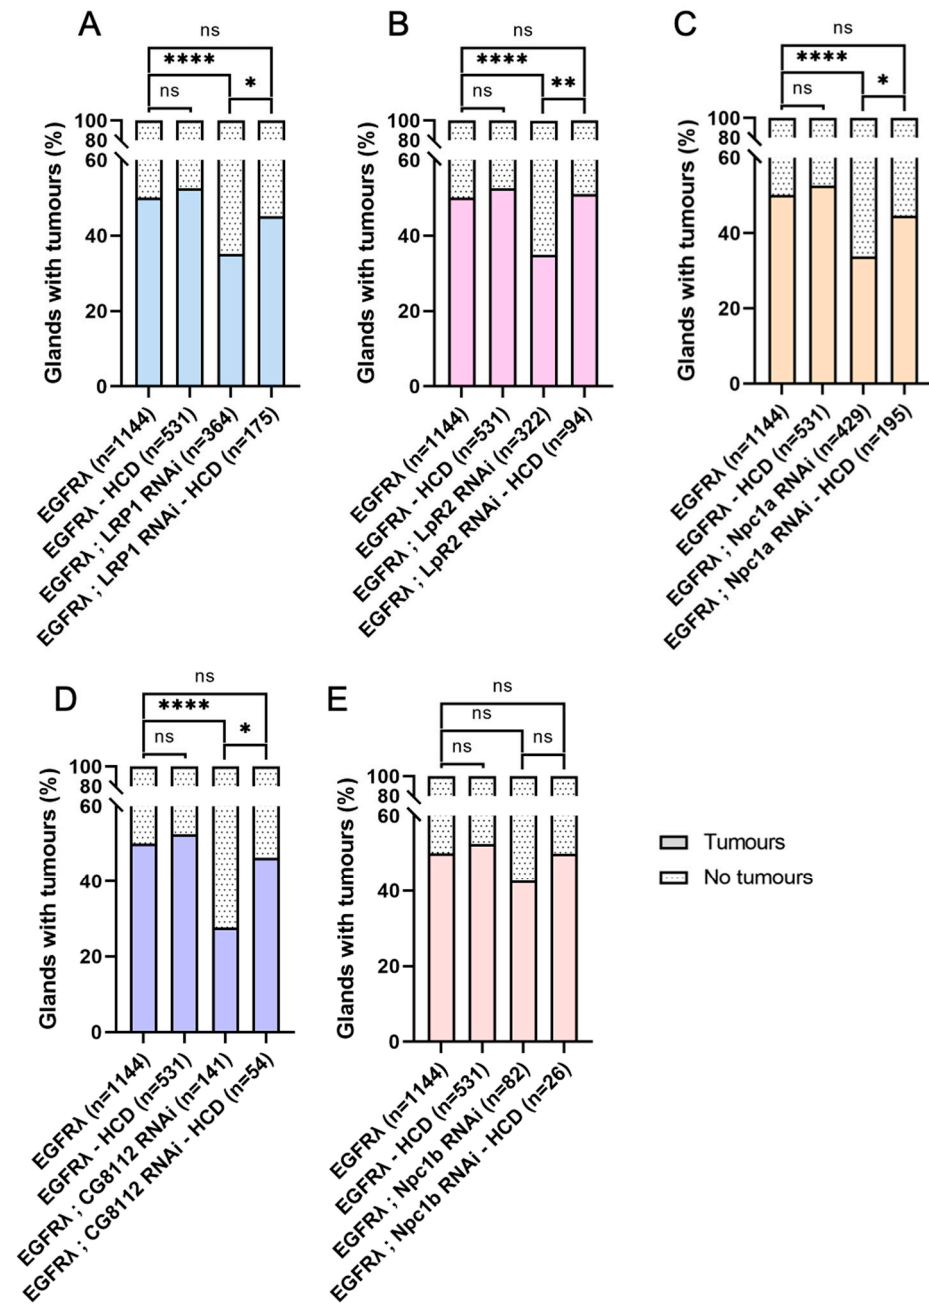 A
ns
****
*
ns
100
80
60
40
20
0
Glands with tumours (%)
EGFRλ (n=1144)
EGFRλ - HCD (n=531)
EGFRλ ; LRP1 RNAi (n=364)
EGFRλ ; LRP1 RNAi - HCD (n=175)
B
ns
****
**
ns
100
80
60
40
20
0
Glands with tumours (%)
EGFRλ (n=1144)
EGFRλ - HCD (n=531)
EGFRλ ; LpR2 RNAi (n=322)
EGFRλ ; LpR2 RNAi - HCD (n=94)
C
ns
****
*
ns
100
80
60
40
20
0
Glands with tumours (%)
EGFRλ (n=1144)
EGFRλ - HCD (n=531)
EGFRλ ; Npc1a RNAi (n=429)
EGFRλ ; Npc1a RNAi - HCD (n=195)
D
ns
****
*
ns
100
80
60
40
20
0
Glands with tumours (%)
EGFRλ (n=1144)
EGFRλ - HCD (n=531)
EGFRλ ; CG8112 RNAi (n=141)
EGFRλ ; CG8112 RNAi - HCD (n=54)
E
ns
ns
ns
ns
100
80
60
40
20
0
Glands with tumours (%)
EGFRλ (n=1144)
EGFRλ - HCD (n=531)
EGFRλ ; Npc1b RNAi (n=82)
EGFRλ ; Npc1b RNAi - HCD (n=26)
Tumours
No tumours